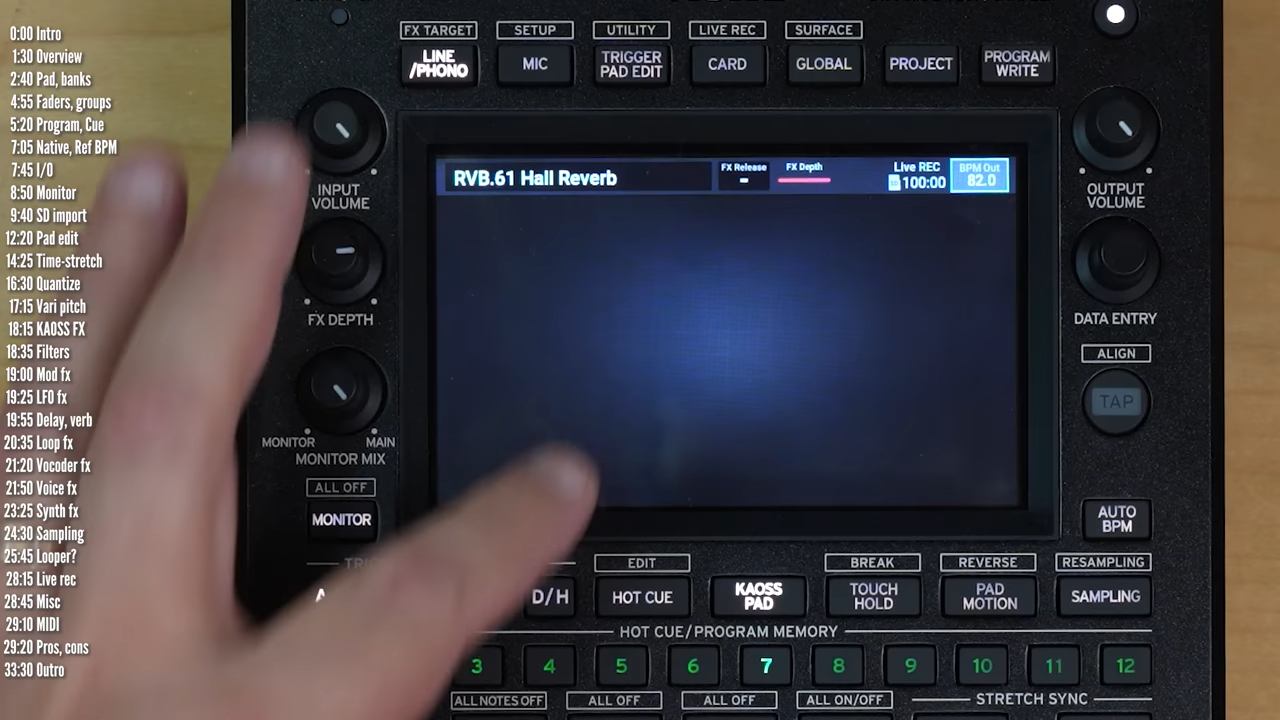 0:00 Intro
1:30 Overview
2:40 Pad, banks
4:55 Faders, groups
5:20 Program, Cue
7:05 Native, Ref BPM
7:45 I/O
8:50 Monitor
9:40 SD import
12:20 Pad edit
14:25 Time-stretch
16:30 Quantize
17:15 Vari pitch
18:15 KAOSS FX
18:35 Filters
19:00 Mod fx
19:25 LFO fx
19:55 Delay, verb
20:35 Loop fx
21:20 Vocoder fx
21:50 Voice fx
23:25 Synth fx
24:30 Sampling
25:45 Looper?
28:15 Live rec
28:45 Misc
29:10 MIDI
29:20 Pros, cons
33:30 Outro
FX TARGET SETUP UTILITY LIVE REC SURFACE
LINE /PHONO
MIC
TRIGGER PAD EDIT
CARD
GLOBAL
PROJECT
PROGRAM WRITE
INPUT VOLUME
FX DEPTH
MONITOR MAIN
MONITOR MIX
ALL OFF
MONITOR
RVB.61 Hall Reverb
FX Release
FX Depth
Live REC
100:00
BPM Out
82.0
OUTPUT VOLUME
DATA ENTRY
ALIGN
TAP
AUTO BPM
EDIT BREAK REVERSE RESAMPLING
D/H
HOT CUE
KAOSS PAD
TOUCH HOLD
PAD MOTION
SAMPLING
HOT CUE/PROGRAM MEMORY
3 4 5 6 7 8 9 10 11 12
ALL NOTES OFF ALL OFF ALL OFF ALL ON/OFF STRETCH SYNC